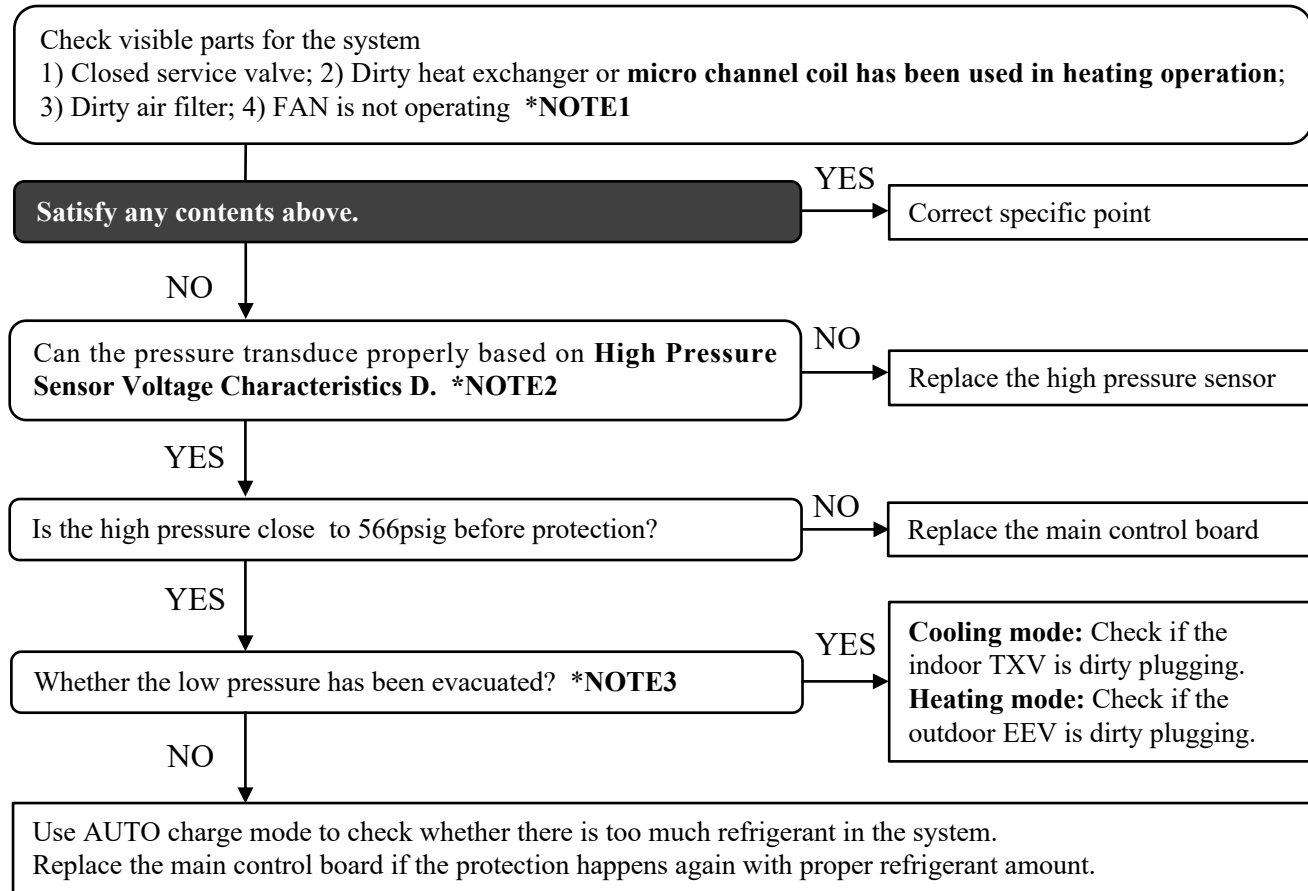 Check visible parts for the system
1) Closed service valve; 2) Dirty heat exchanger or micro channel coil has been used in heating operation;
3) Dirty air filter; 4) FAN is not operating *NOTE1
YES
Satisfy any contents above.
Correct specific point
NO
Can the pressure transduce properly based on High Pressure
Sensor Voltage Characteristics D. *NOTE2
NO
Replace the high pressure sensor
YES
Is the high pressure close to 566psig before protection?
NO
Replace the main control board
YES
Whether the low pressure has been evacuated? *NOTE3
YES
Cooling mode: Check if the
indoor TXV is dirty plugging.
Heating mode: Check if the
outdoor EEV is dirty plugging.
NO
Use AUTO charge mode to check whether there is too much refrigerant in the system.
Replace the main control board if the protection happens again with proper refrigerant amount.